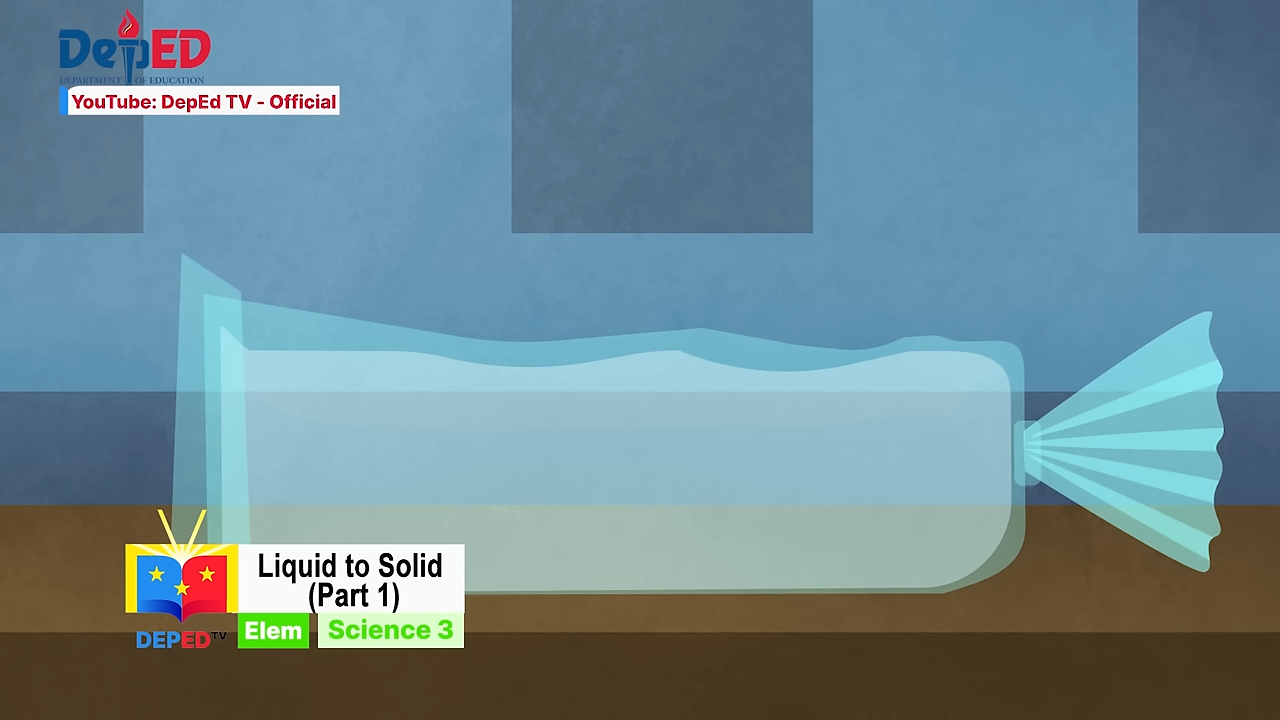 DepED
DEPARTMENT OF EDUCATION
YouTube: DepEd TV - Official
Liquid to Solid
(Part 1)
Elem
Science 3
DEPED TV